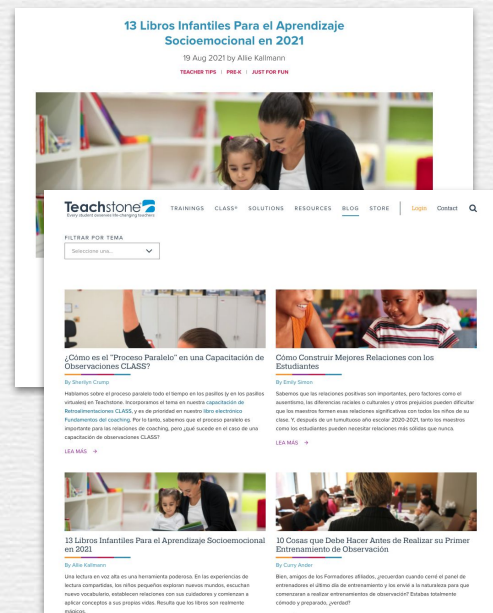 13 Libros Infantiles Para el Aprendizaje
Socioemocional en 2021
19 Aug 2021 by Allie Kallmann
TEACHER TIPS | PRE-K | JUST FOR FUN
Teachstone
Every student deserves life-changing teachers
TRAININGS CLASS® SOLUTIONS RESOURCES BLOG STORE Login Contact
FILTRAR POR TEMA
Seleccione una...
¿Cómo es el "Proceso Paralelo" en una Capacitación de
Observaciones CLASS?
By Sherilyn Crump
Hablamos sobre el proceso paralelo todo el tiempo en los pasillos (y en los pasillos
virtuales) en Teachstone. Incorporamos el tema en nuestra capacitación de
Retroalimentaciones CLASS, y es de prioridad en nuestro libro electrónico
Fundamentos del coaching. Por lo tanto, sabemos que el proceso paralelo es
importante para las relaciones de coaching, pero ¿qué sucede en el caso de una
capacitación de observaciones CLASS?
LEA MÁS →
Cómo Construir Mejores Relaciones con los
Estudiantes
By Emily Simon
Sabemos que las relaciones positivas son importantes, pero factores como el
ausentismo, las diferencias raciales o culturales y otros prejuicios pueden dificultar
que los maestros formen esas relaciones significativas con todos los niños de su
clase. Y, después de un tumultuoso año escolar 2020-2021, tanto los maestros
como los estudiantes pueden necesitar relaciones más sólidas que nunca.
LEA MÁS →
13 Libros Infantiles Para el Aprendizaje Socioemocional
en 2021
By Allie Kallmann
Una lectura en voz alta es una herramienta poderosa. En las experiencias de
lectura compartidas, los niños pequeños exploran nuevos mundos, escuchan
nuevo vocabulario, establecen relaciones con sus cuidadores y comienzan a
aplicar conceptos a sus propias vidas. Resulta que los libros son realmente
mágicos.
10 Cosas que Debe Hacer Antes de Realizar su Primer
Entrenamiento de Observación
By Curry Ander
Bien, amigos de los Formadores afiliados, ¿recuerdan cuando cerré el panel de
entrenadores el último día de entrenamiento y los envié a la naturaleza para que
comenzaran a realizar entrenamientos de observación? Estabas totalmente
cómodo y preparado, ¿verdad?